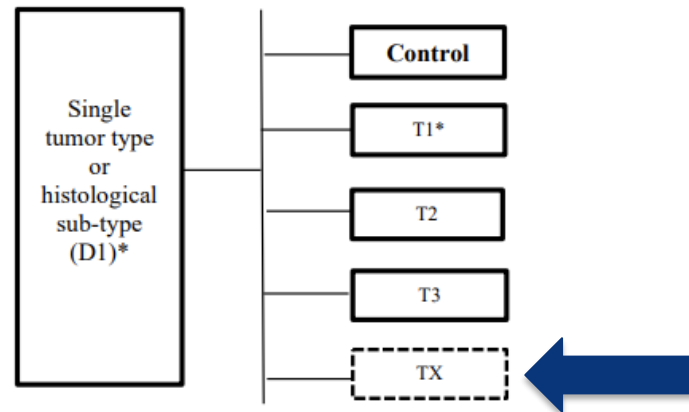 Single
tumor type
or
histological
sub-type
(D1)*
Control
T1*
T2
T3
TX